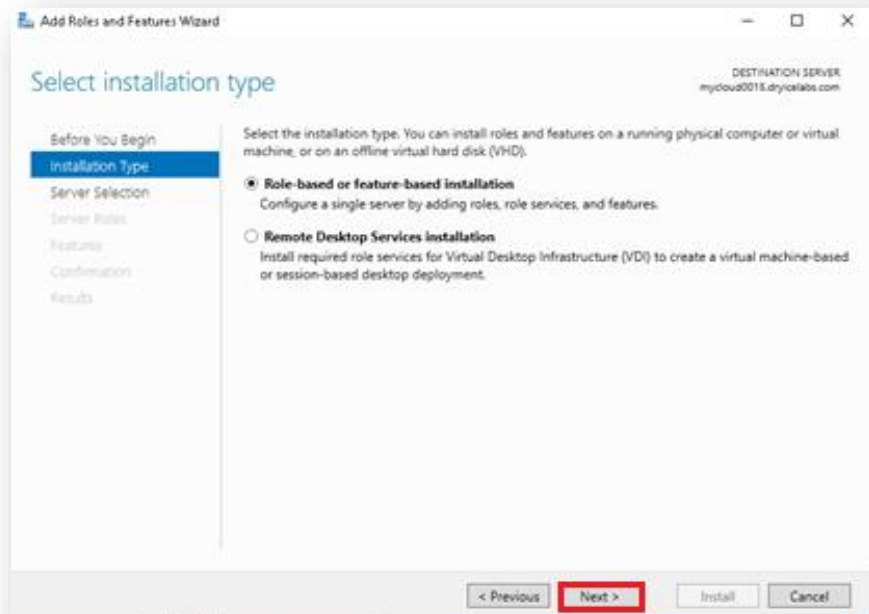 Add Roles and Features Wizard
Select installation type
DESTINATION SERVER
mycloud0015.dryicelabs.com
Before You Begin
Installation Type
Server Selection
Server Roles
Features
Confirmation
Results
Select the installation type. You can install roles and features on a running physical computer or virtual
machine, or on an offline virtual hard disk (VHD).
Role-based or feature-based installation
Configure a single server by adding roles, role services, and features.
Remote Desktop Services installation
Install required role services for Virtual Desktop Infrastructure (VDI) to create a virtual machine-based
or session-based desktop deployment.
< Previous
Next >
Install
Cancel